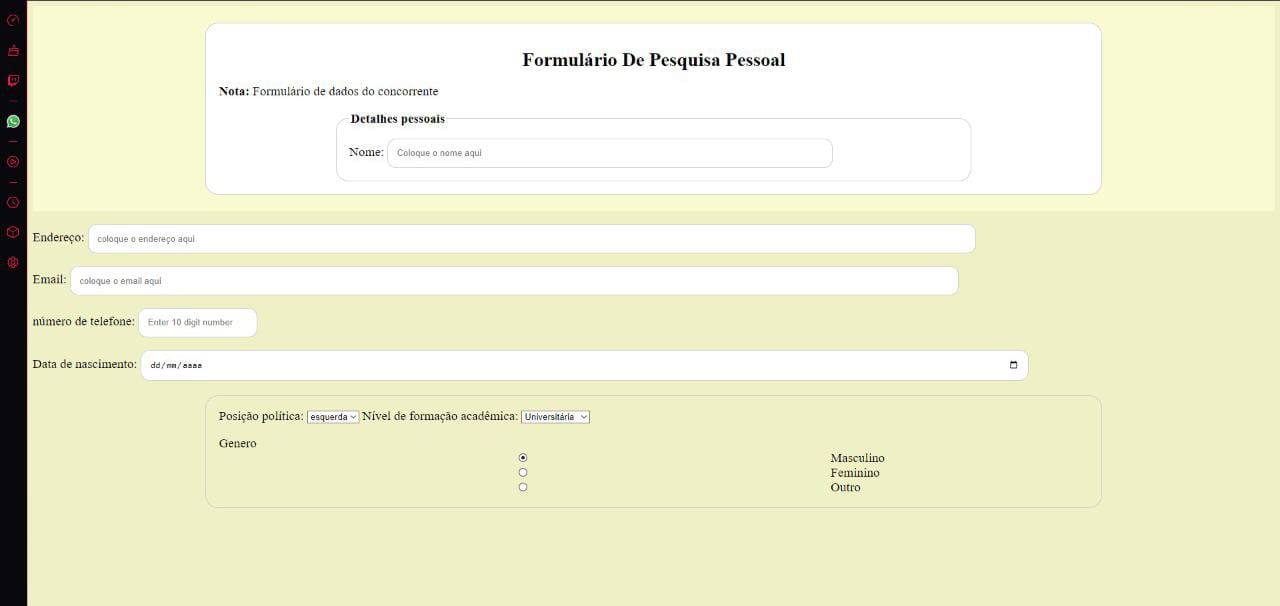 Formulário De Pesquisa Pessoal
Nota: Formulário de dados do concorrente
Detalhes pessoais
Nome: Coloque o nome aqui
Endereço: coloque o endereço aqui
Email: coloque o email aqui
número de telefone: Enter 10 digit number
Data de nascimento: dd/mm/aaaa
Posição política: esquerda Nível de formação acadêmica: Universitária
Genero
Masculino
Feminino
Outro